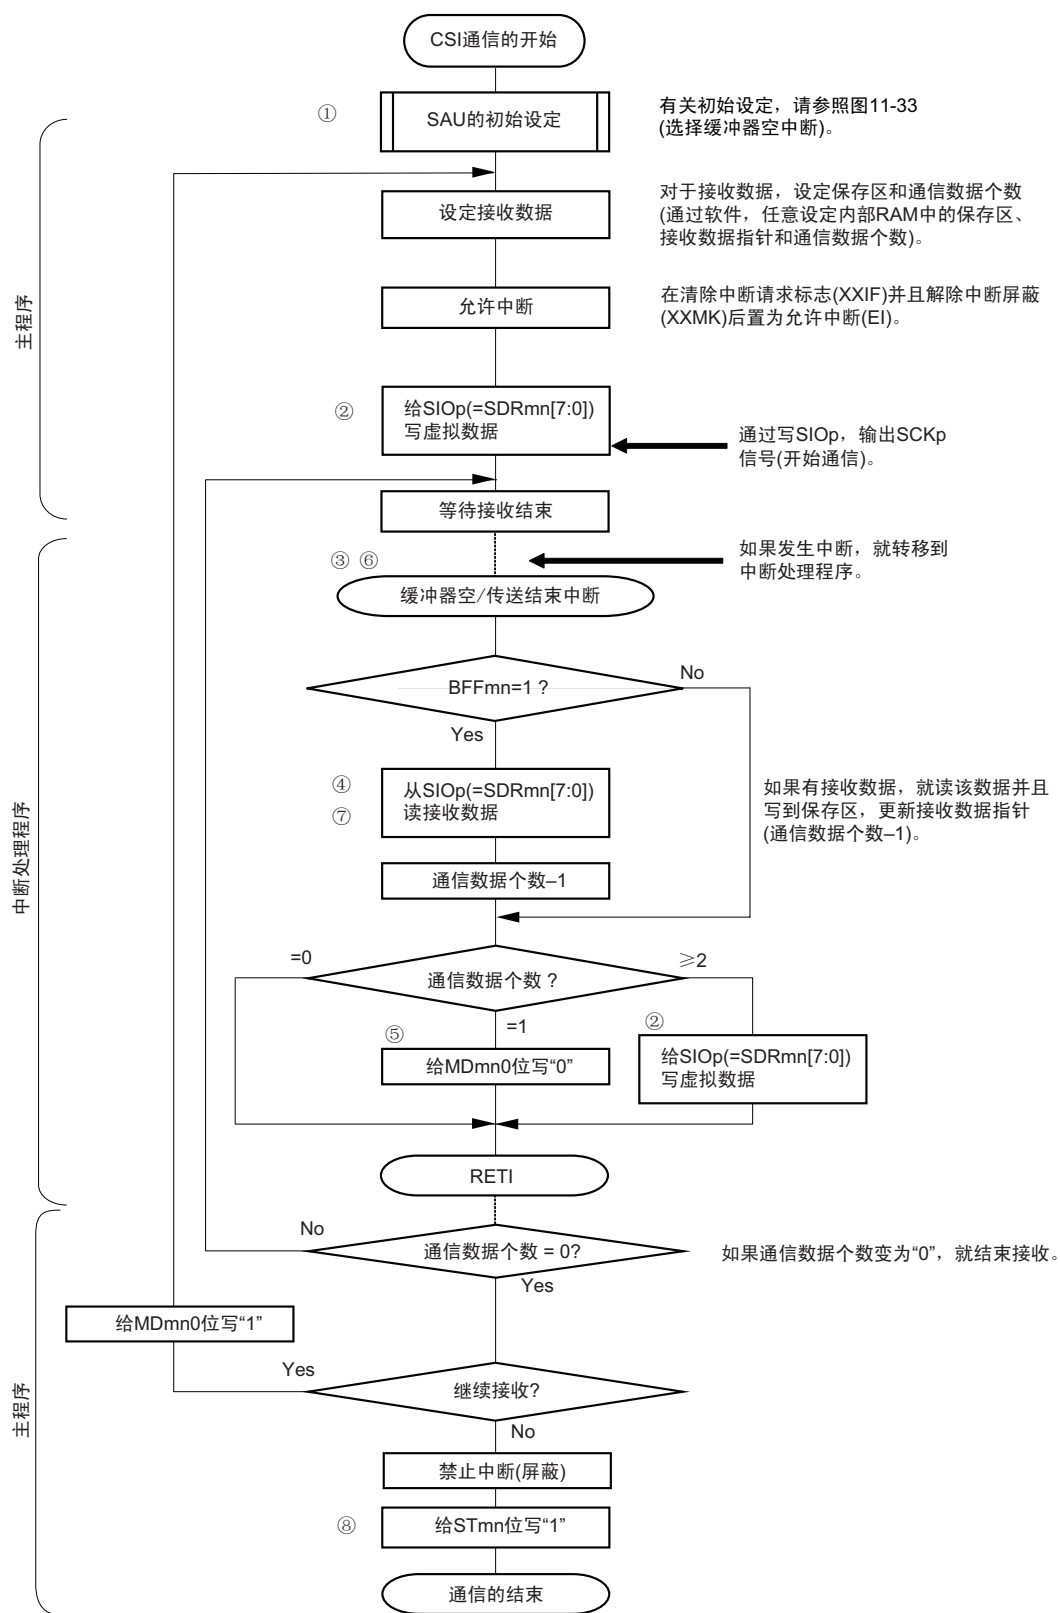 CSI通信的开始
①
SAU的初始设定
有关初始设定，请参照图11-33
(选择缓冲器空中断)。
设定接收数据
对于接收数据，设定保存区和通信数据个数
(通过软件，任意设定内部RAM中的保存区、
接收数据指针和通信数据个数)。
主程序
允许中断
在清除中断请求标志(XXIF)并且解除中断屏蔽
(XXMK)后置为允许中断(EI)。
②
给SIOp(=SDRmn[7:0])
写虚拟数据
通过写SIOp，输出SCKp
信号(开始通信)。
等待接收结束
如果发生中断，就转移到
中断处理程序。
③ ⑥
缓冲器空/传送结束中断
BFFmn=1 ?
No
Yes
④
⑦
从SIOp(=SDRmn[7:0])
读接收数据
如果有接收数据，就读该数据并且
写到保存区，更新接收数据指针
(通信数据个数–1)。
中断处理程序
通信数据个数–1
=0
通信数据个数 ?
≥2
=1
⑤
给MDmn0位写“0”
②
给SIOp(=SDRmn[7:0])
写虚拟数据
RETI
No
通信数据个数 = 0?
如果通信数据个数变为“0”，就结束接收。
Yes
给MDmn0位写“1”
Yes
继续接收?
主程序
No
禁止中断(屏蔽)
⑧
给STmn位写“1”
通信的结束